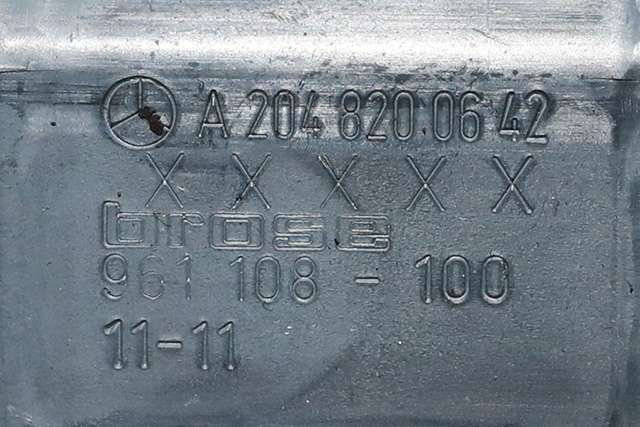 A 204 820 06 42
X X X X X
brose
961 108 - 100
11-11